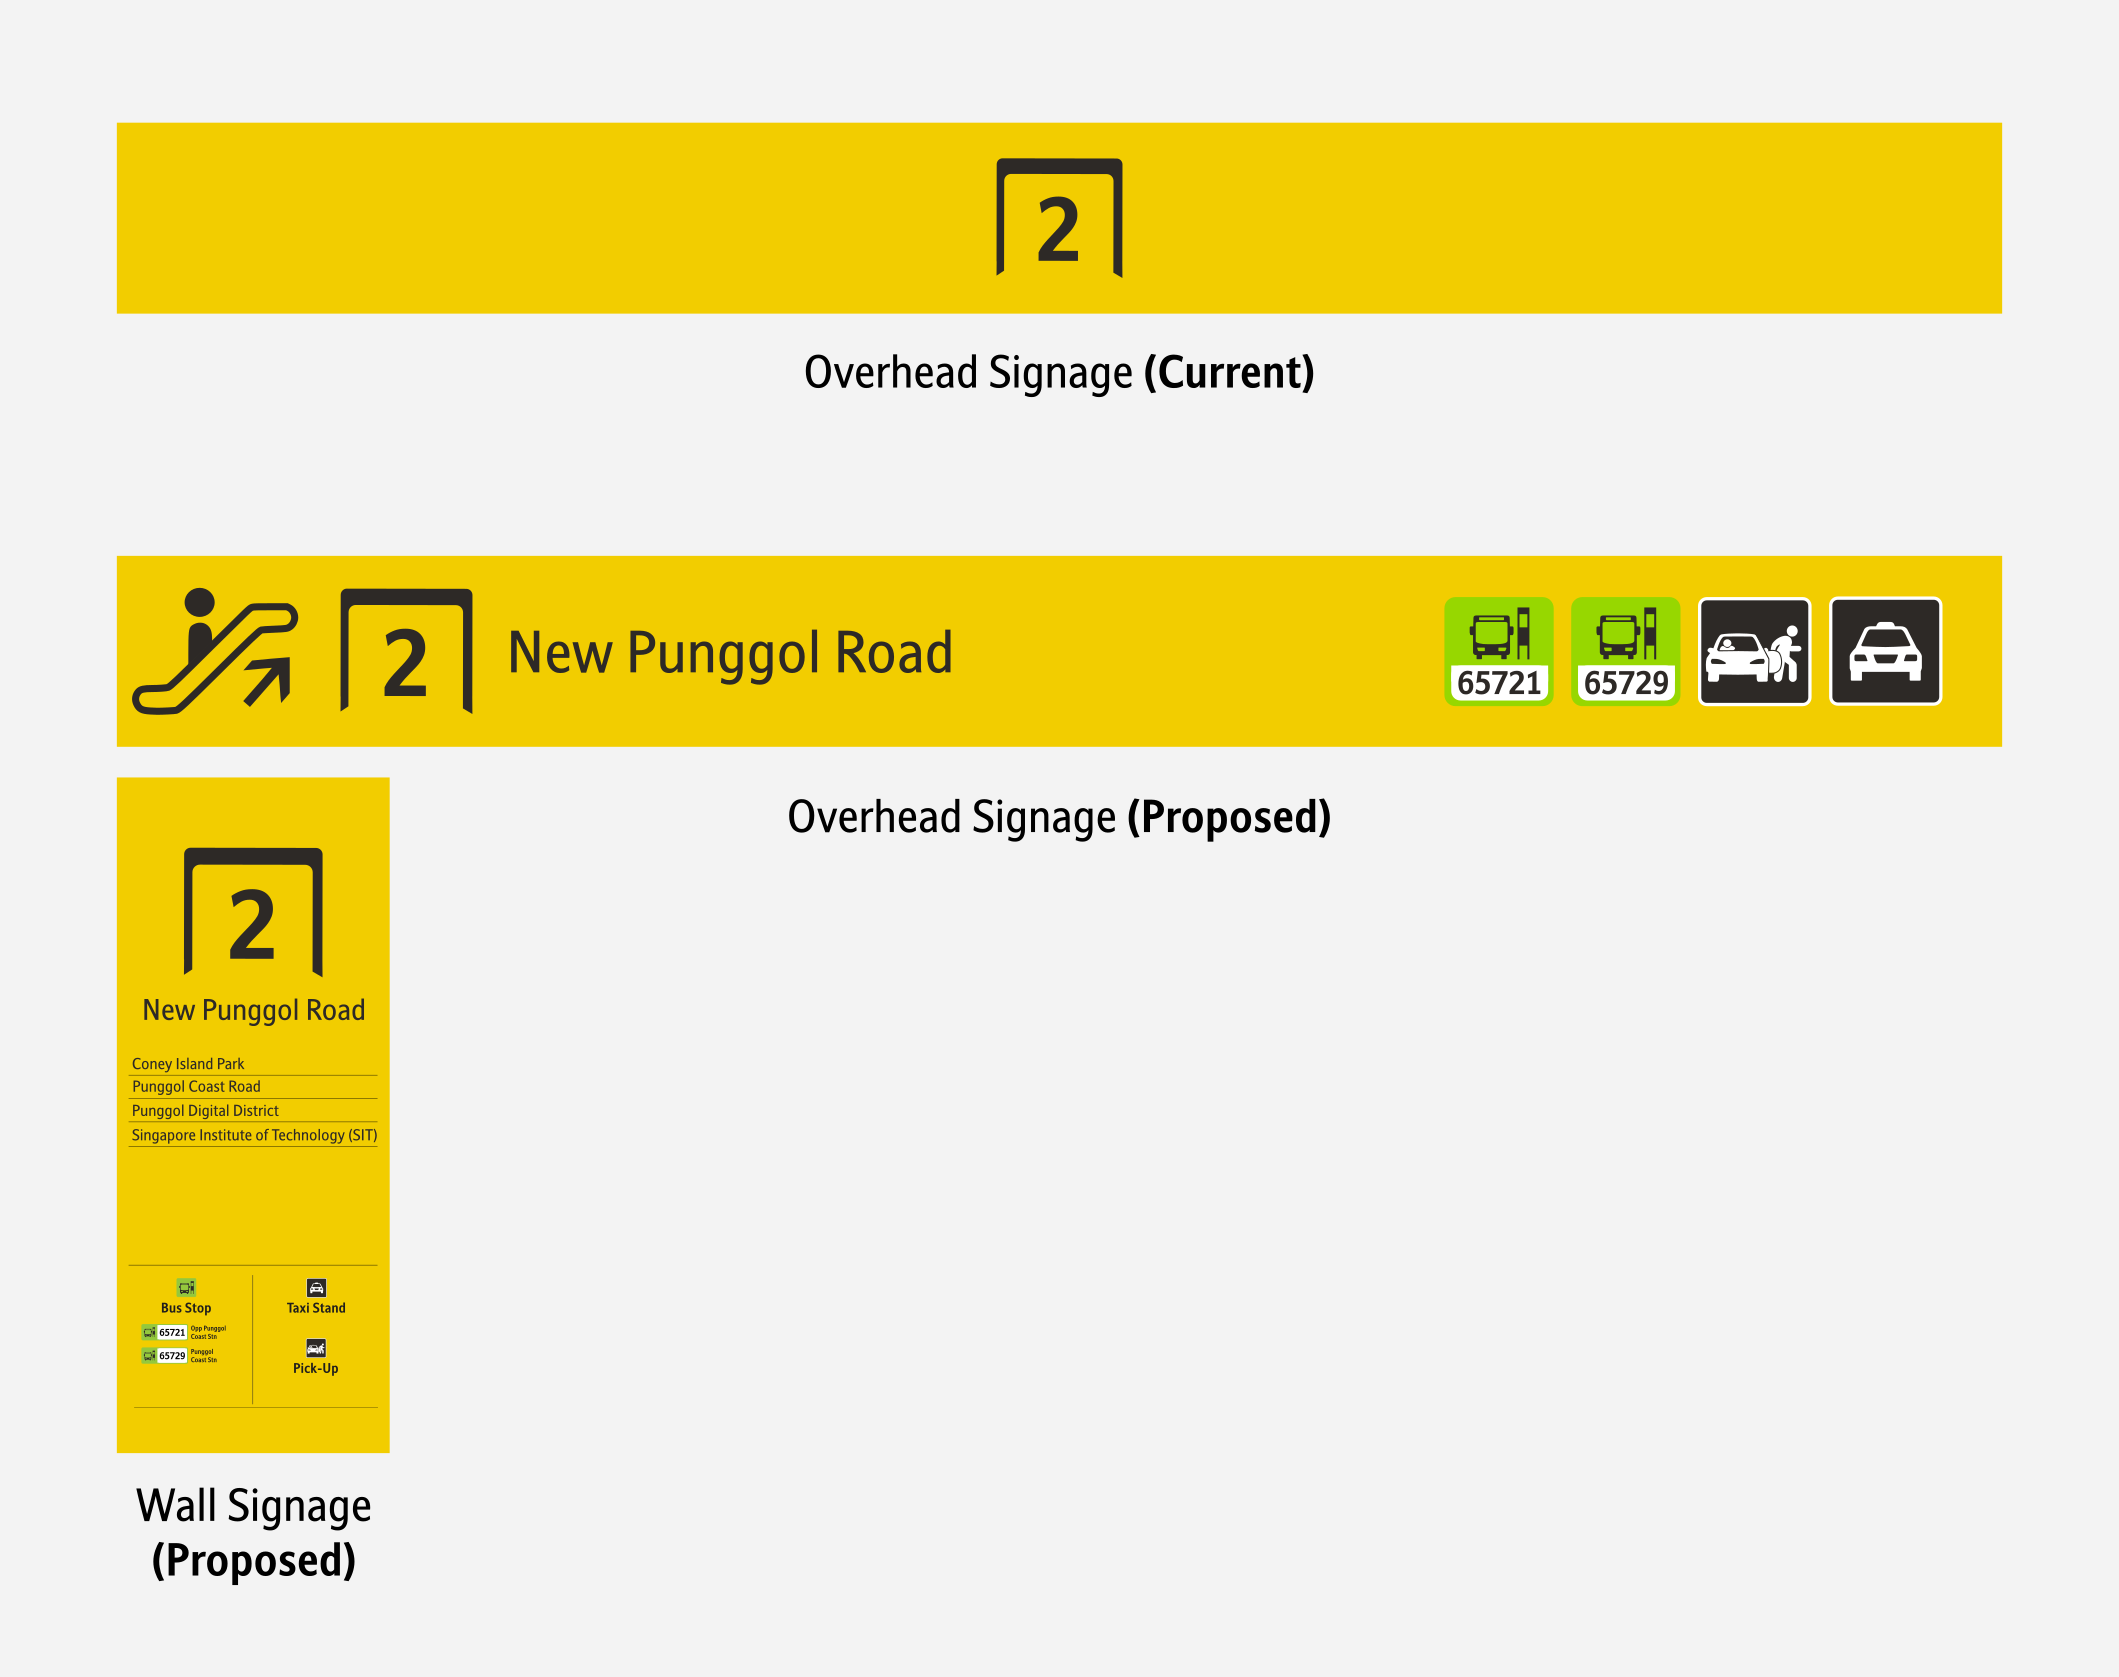 2
Overhead Signage (Current)
2 New Punggol Road 65721 65729
Overhead Signage (Proposed)
2
New Punggol Road
Coney Island Park
Punggol Coast Road
Punggol Digital District
Singapore Institute of Technology (SIT)
Bus Stop
65721 Opp Punggol
Coast Stn
65729 Punggol
Coast Stn
Taxi Stand
Pick-Up
Wall Signage
(Proposed)